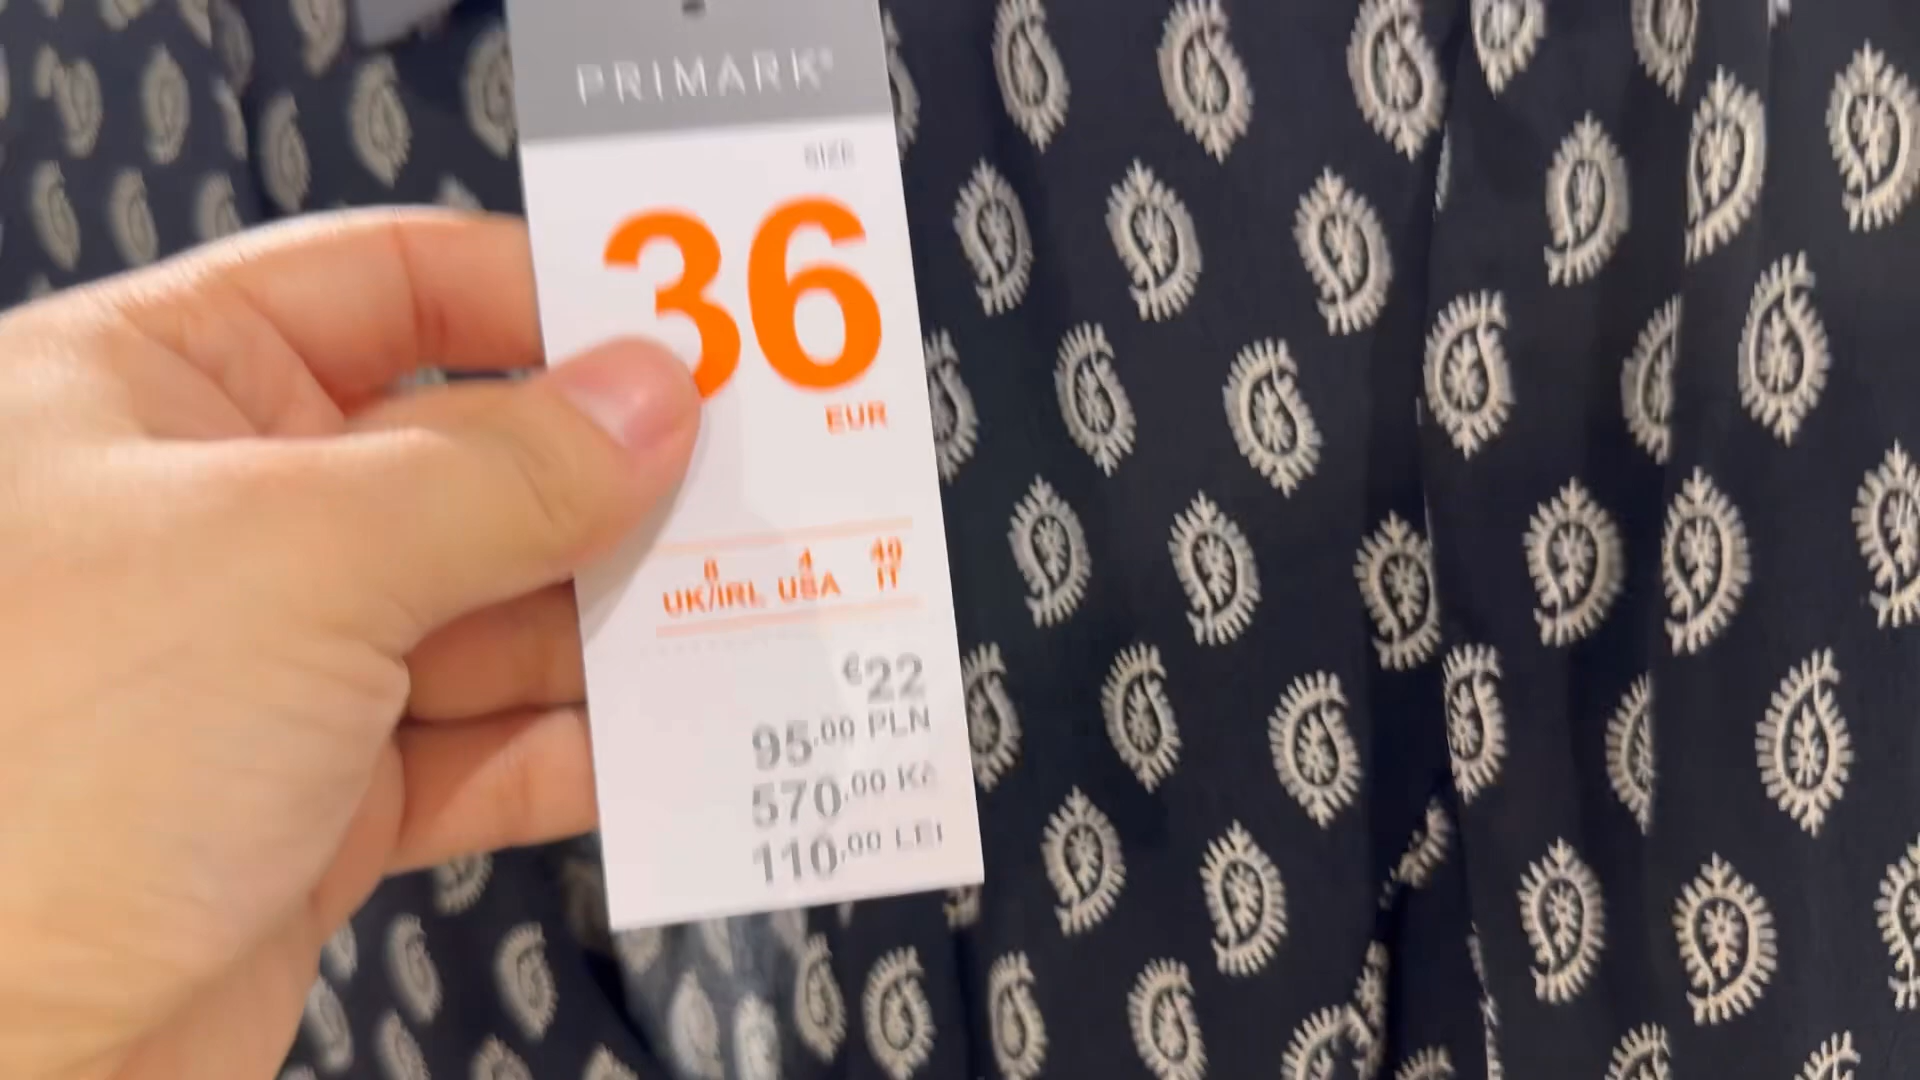 PRIMARK®
SIZE
36
EUR
8 4 40
UK/IRL USA IT
€22
95.00 PLN
570.00 Kč
110.00 LEI